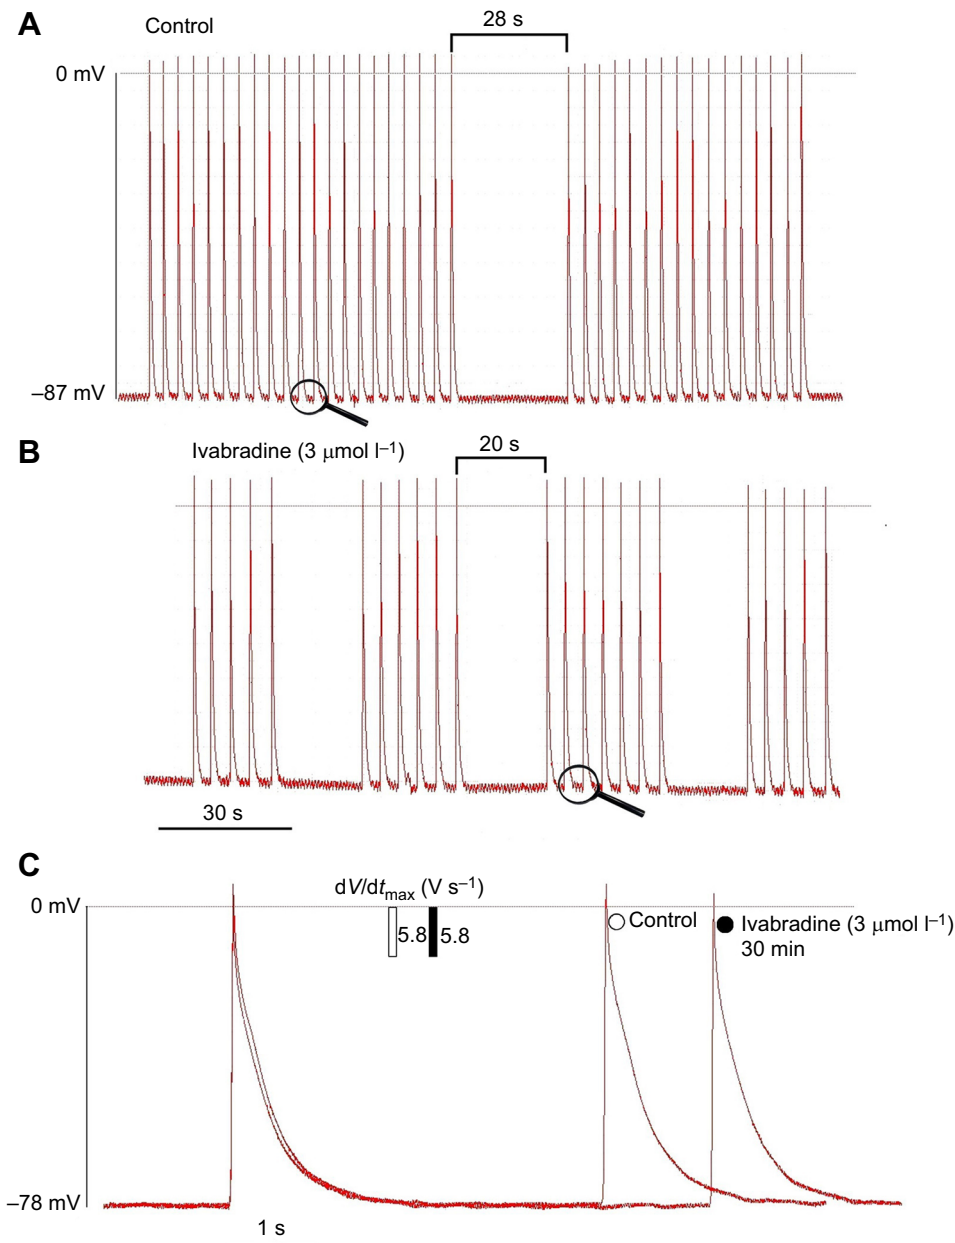 A
Control
28 s
0 mV
–87 mV
B
Ivabradine (3 μmol l–1)
20 s
30 s
C
dV/dtmax (V s–1)
0 mV
5.8
5.8
Control
Ivabradine (3 μmol l–1)
30 min
–78 mV
1 s